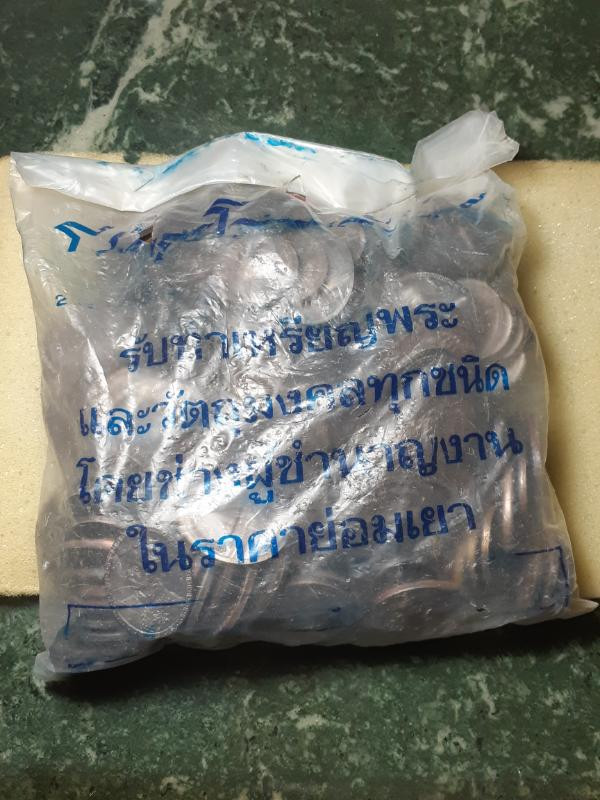 รับทำเหรียญพระ
และวัตถุมงคลทุกชนิด
โดยช่างผู้ชำนาญงาน
ในราคาย่อมเยา